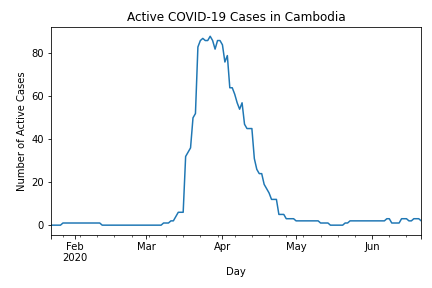 Active COVID-19 Cases in Cambodia
80
60
40
20
0
Number of Active Cases
Feb
2020
Mar
Apr
May
Jun
Day